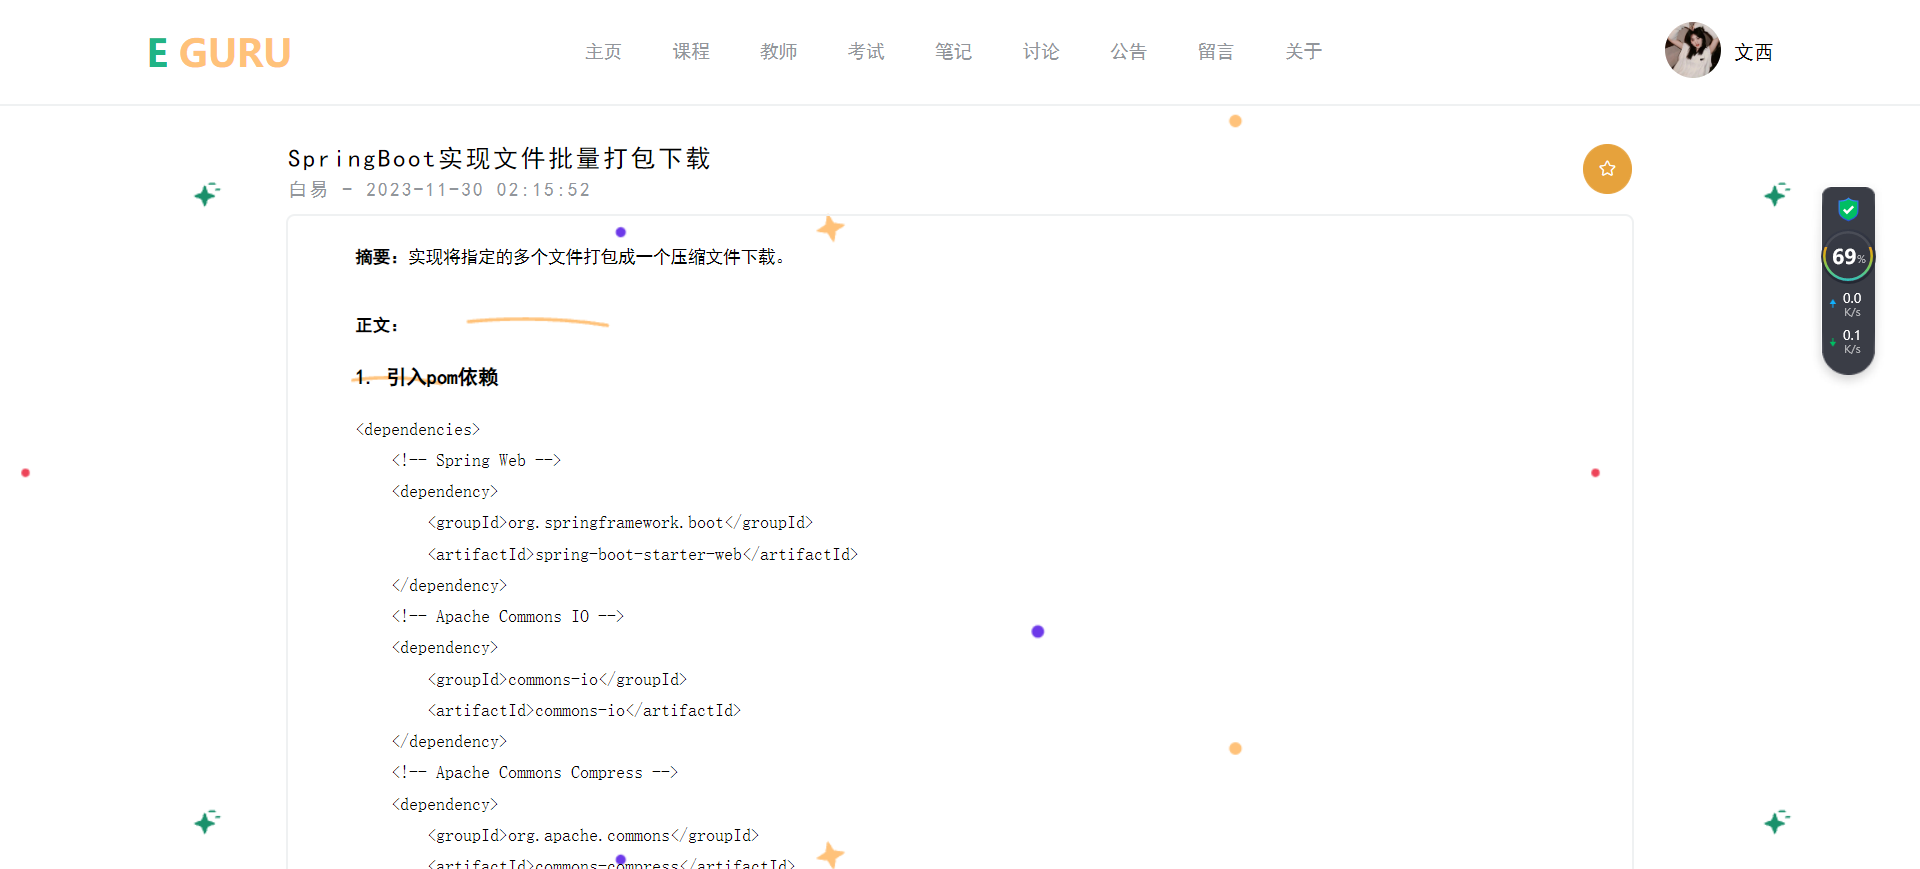 E GURU
主页 课程 教师 考试 笔记 讨论 公告 留言 关于
文西
SpringBoot实现文件批量打包下载
白易 - 2023-11-30 02:15:52
摘要：实现将指定的多个文件打包成一个压缩文件下载。
正文：
1. 引入pom依赖
<dependencies>
    <!-- Spring Web -->
    <dependency>
        <groupId>org.springframework.boot</groupId>
        <artifactId>spring-boot-starter-web</artifactId>
    </dependency>
    <!-- Apache Commons IO -->
    <dependency>
        <groupId>commons-io</groupId>
        <artifactId>commons-io</artifactId>
    </dependency>
    <!-- Apache Commons Compress -->
    <dependency>
        <groupId>org.apache.commons</groupId>
        <artifactId>commons-compress</artifactId>
69%
0.0
K/s
0.1
K/s